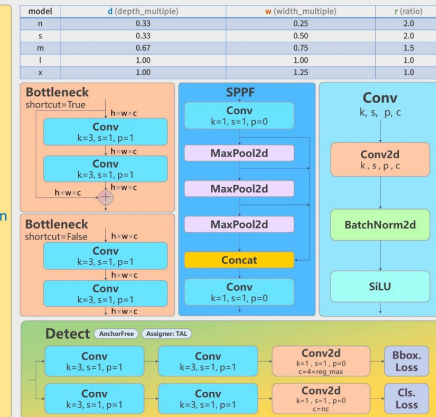 model d (depth_multiple) w (width_multiple) r (ratio)
n 0.33 0.25 2.0
s 0.33 0.50 2.0
m 0.67 0.75 1.5
l 1.00 1.00 1.0
x 1.00 1.25 1.0
Bottleneck
shortcut=True
h×w×c
Conv
k=3, s=1, p=1
h×w×c
Conv
k=3, s=1, p=1
h×w×c
+
h×w×c
Bottleneck
shortcut=False
h×w×c
Conv
k=3, s=1, p=1
h×w×c
Conv
k=3, s=1, p=1
h×w×c
SPPF
Conv
k=1, s=1, p=0
MaxPool2d
MaxPool2d
MaxPool2d
Concat
Conv
k=1, s=1, p=0
Conv
k, s, p, c
Conv2d
k, s, p, c
BatchNorm2d
SiLU
n
Detect AnchorFree Assigner: TAL
Conv
k=3, s=1, p=1
Conv
k=3, s=1, p=1
Conv2d
k=1, s=1, p=0
c=4×reg_max
Bbox.
Loss
Conv
k=3, s=1, p=1
Conv
k=3, s=1, p=1
Conv2d
k=1, s=1, p=0
c=nc
Cls.
Loss